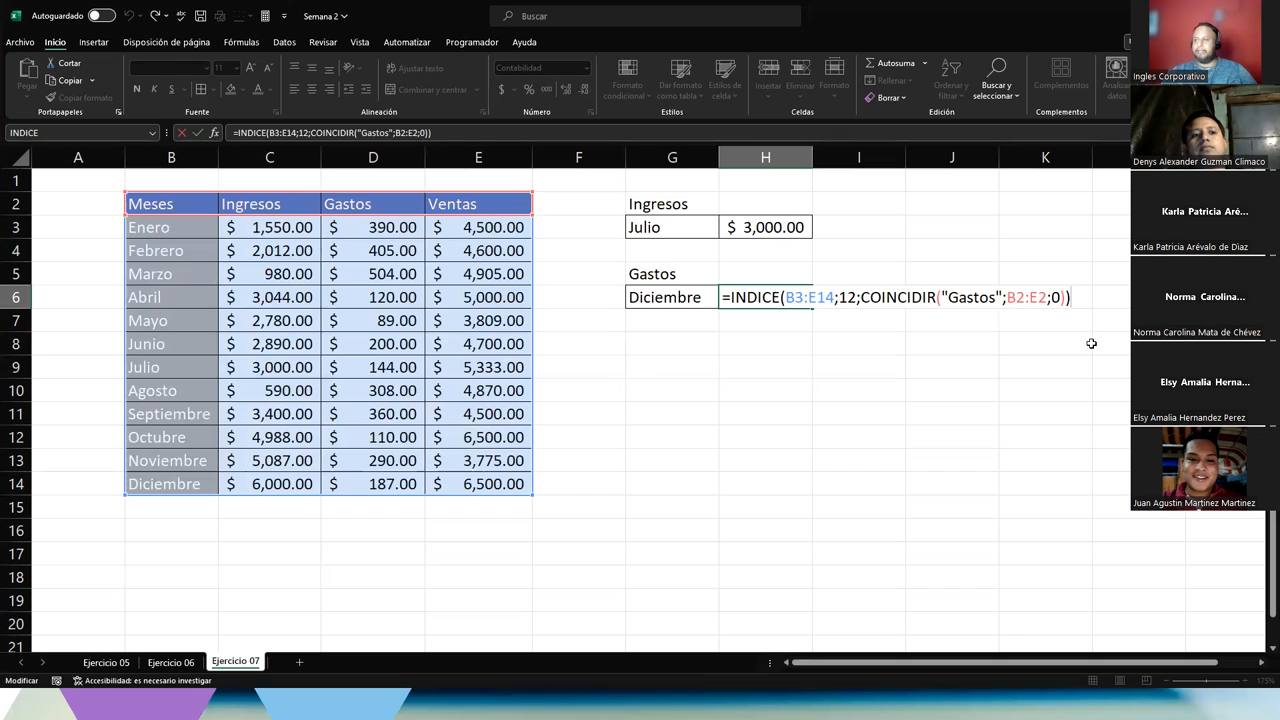 Autoguardado
Semana 2
Buscar
Archivo Inicio Insertar Disposición de página Fórmulas Datos Revisar Vista Automatizar Programador Ayuda
Pegar
Cortar
Copiar
Copiar formato
Portapapeles
11
Fuente
Ajustar texto
Combinar y centrar
Alineación
Contabilidad
Número
Formato condicional
Dar formato como tabla
Estilos de celda
Estilos
Insertar Eliminar Formato
Celdas
Autosuma
Rellenar
Borrar
Ordenar y filtrar
Buscar y seleccionar
Edición
Complementos
Complementos
Analizar
INDICE
=INDICE(B3:E14;12;COINCIDIR("Gastos";B2:E2;0))
A B C D E F G H I J K
1
2 Meses Ingresos Gastos Ventas Ingresos
3 Enero $ 1,550.00 $ 390.00 $ 4,500.00 Julio $ 3,000.00
4 Febrero $ 2,012.00 $ 405.00 $ 4,600.00
5 Marzo $ 980.00 $ 504.00 $ 4,905.00 Gastos
6 Abril $ 3,044.00 $ 120.00 $ 5,000.00 Diciembre =INDICE(B3:E14;12;COINCIDIR("Gastos";B2:E2;0))
7 Mayo $ 2,780.00 $ 89.00 $ 3,809.00
8 Junio $ 2,890.00 $ 200.00 $ 4,700.00
9 Julio $ 3,000.00 $ 144.00 $ 5,333.00
10 Agosto $ 590.00 $ 308.00 $ 4,870.00
11 Septiembre $ 3,400.00 $ 360.00 $ 4,500.00
12 Octubre $ 4,988.00 $ 110.00 $ 6,500.00
13 Noviembre $ 5,087.00 $ 290.00 $ 3,775.00
14 Diciembre $ 6,000.00 $ 187.00 $ 6,500.00
15
16
17
18
19
20
21
Ejercicio 05 Ejercicio 06 Ejercicio 07
Modificar
Accesibilidad: es necesario investigar
175%
Ingles Corporativo
Denys Alexander Guzman Climaco
Karla Patricia Aré...
Karla Patricia Arévalo de Dìaz
Norma Carolina...
Norma Carolina Mata de Chévez
Elsy Amalia Herna...
Elsy Amalia Hernandez Perez
Juan Agustin Martinez Martinez